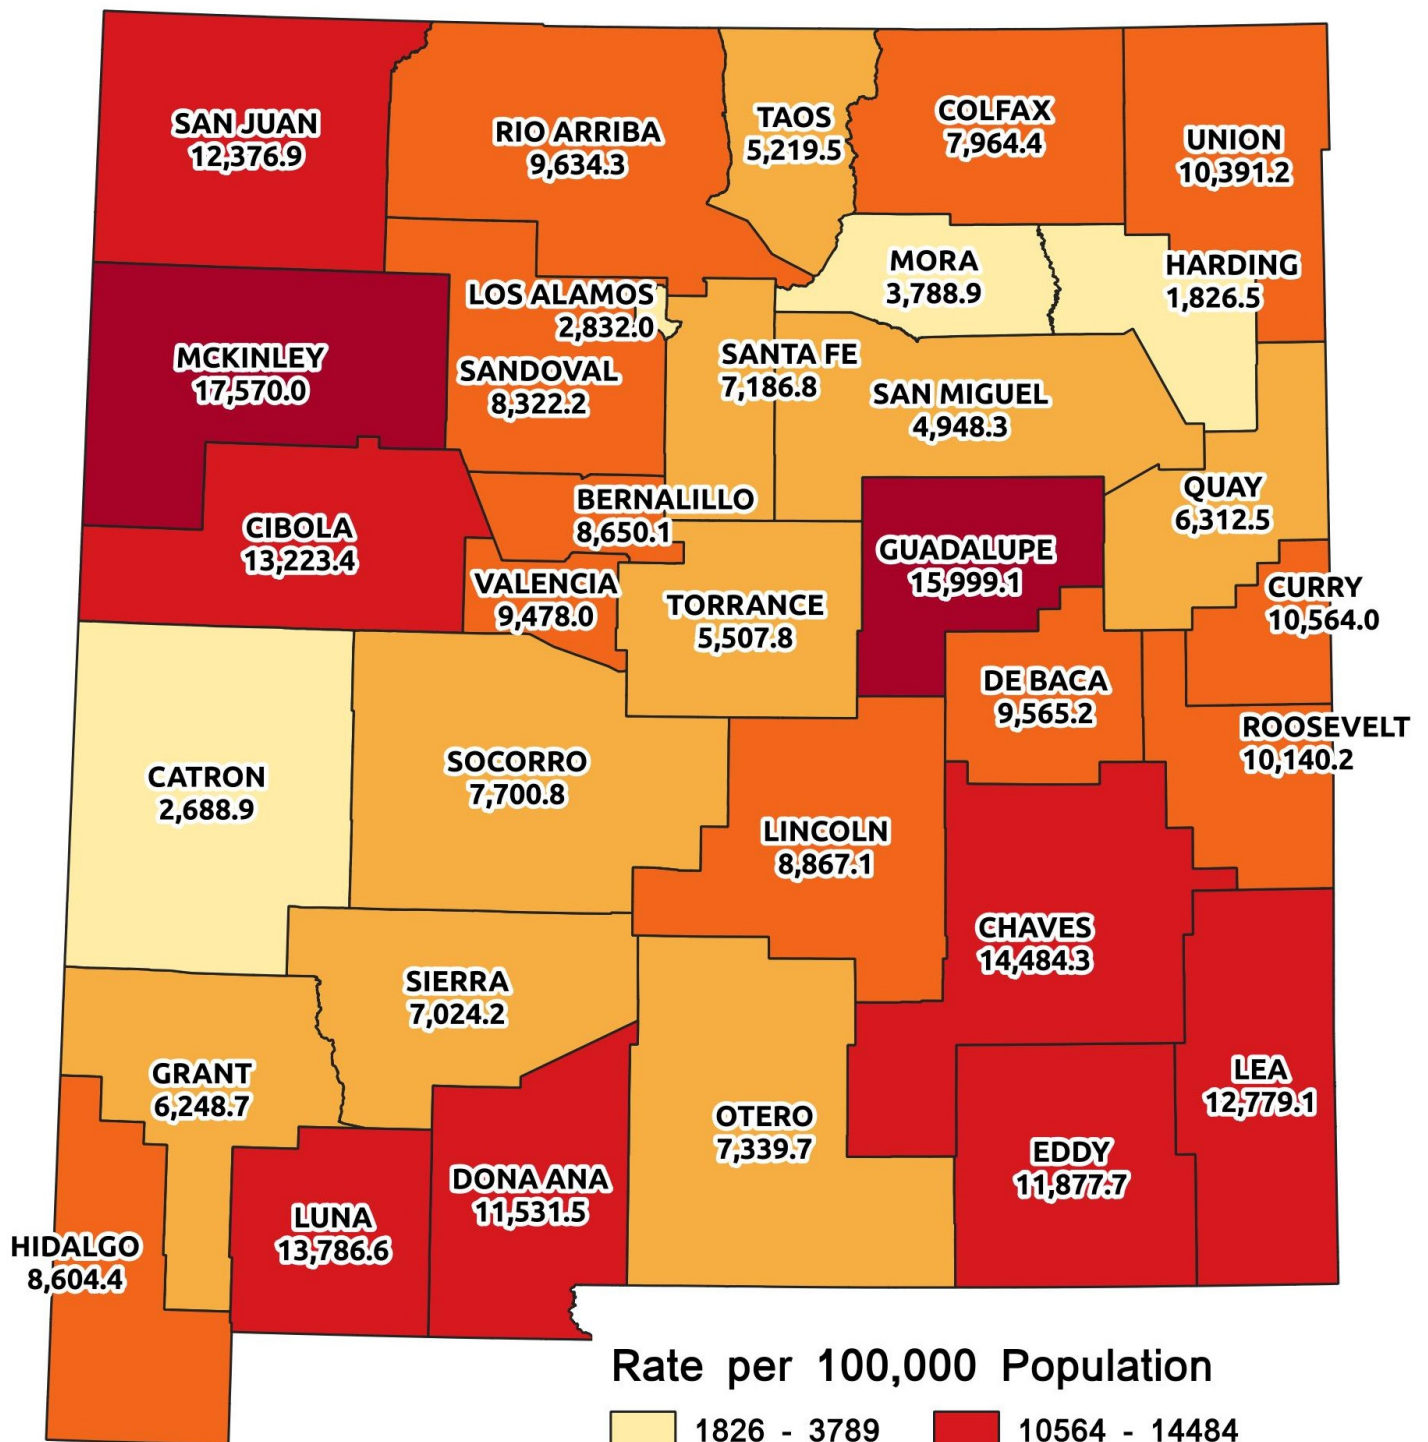 SAN JUAN
12,376.9
RIO ARRIBA
9,634.3
TAOS
5,219.5
COLFAX
7,964.4
UNION
10,391.2
LOS ALAMOS
2,832.0
MORA
3,788.9
HARDING
1,826.5
MCKINLEY
17,570.0
SANDOVAL
8,322.2
SANTA FE
7,186.8
SAN MIGUEL
4,948.3
CIBOLA
13,223.4
BERNALILLO
8,650.1
QUAY
6,312.5
VALENCIA
9,478.0
TORRANCE
5,507.8
GUADALUPE
15,999.1
CURRY
10,564.0
DE BACA
9,565.2
ROOSEVELT
10,140.2
CATRON
2,688.9
SOCORRO
7,700.8
LINCOLN
8,867.1
CHAVES
14,484.3
SIERRA
7,024.2
GRANT
6,248.7
OTERO
7,339.7
LEA
12,779.1
EDDY
11,877.7
HIDALGO
8,604.4
LUNA
13,786.6
DONA ANA
11,531.5
Rate per 100,000 Population
1826 - 3789
10564 - 14484